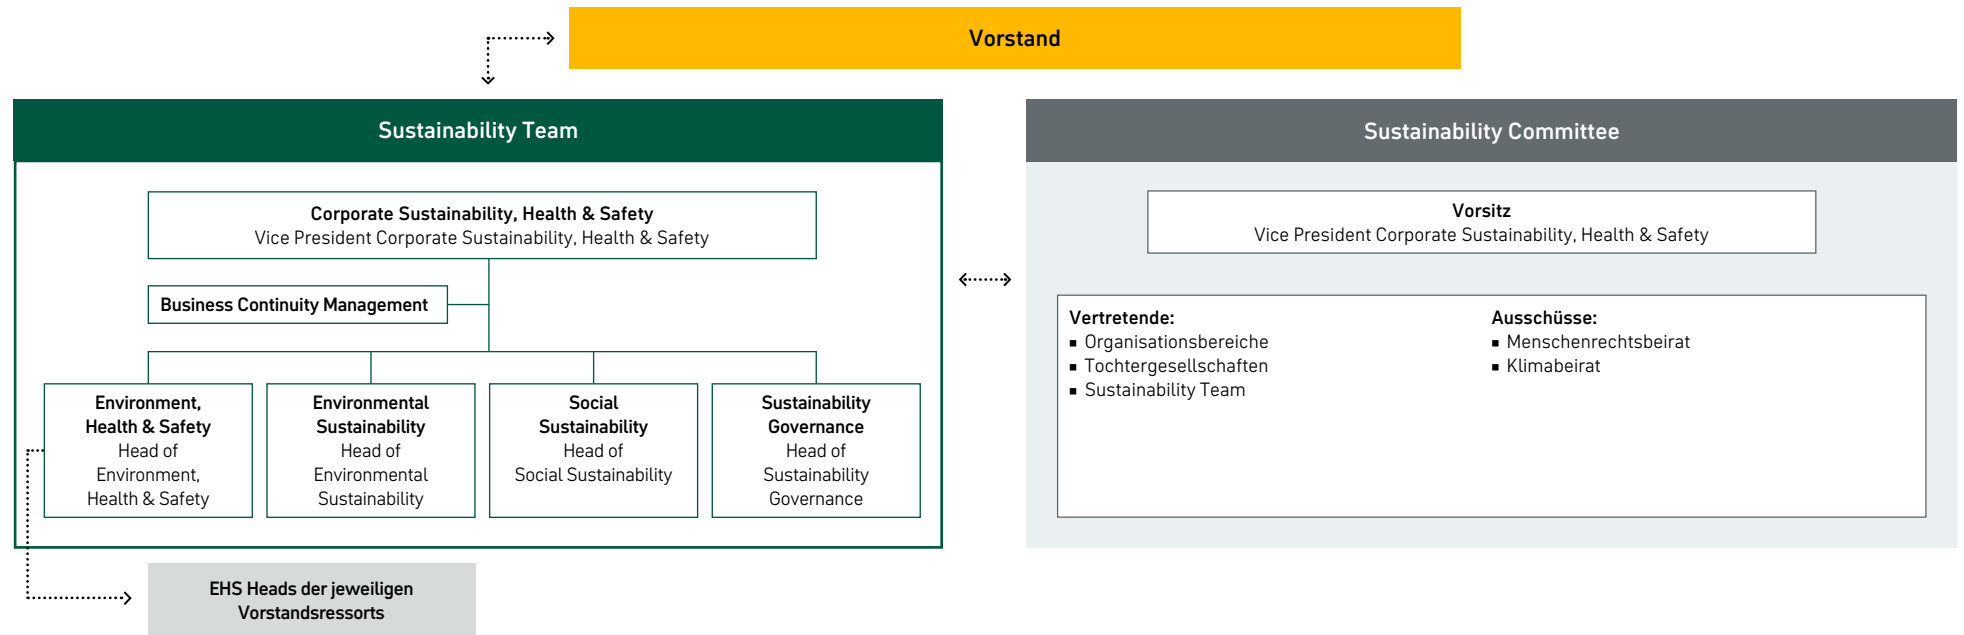 Vorstand
Sustainability Team
Corporate Sustainability, Health & Safety
Vice President Corporate Sustainability, Health & Safety
Business Continuity Management
Environment,
Health & Safety
Head of
Environment,
Health & Safety
Environmental
Sustainability
Head of
Environmental
Sustainability
Social
Sustainability
Head of
Social Sustainability
Sustainability
Governance
Head of
Sustainability
Governance
EHS Heads der jeweiligen
Vorstandsressorts
Sustainability Committee
Vorsitz
Vice President Corporate Sustainability, Health & Safety
Vertretende:
▪ Organisationsbereiche
▪ Tochtergesellschaften
▪ Sustainability Team
Ausschüsse:
▪ Menschenrechtsbeirat
▪ Klimabeirat